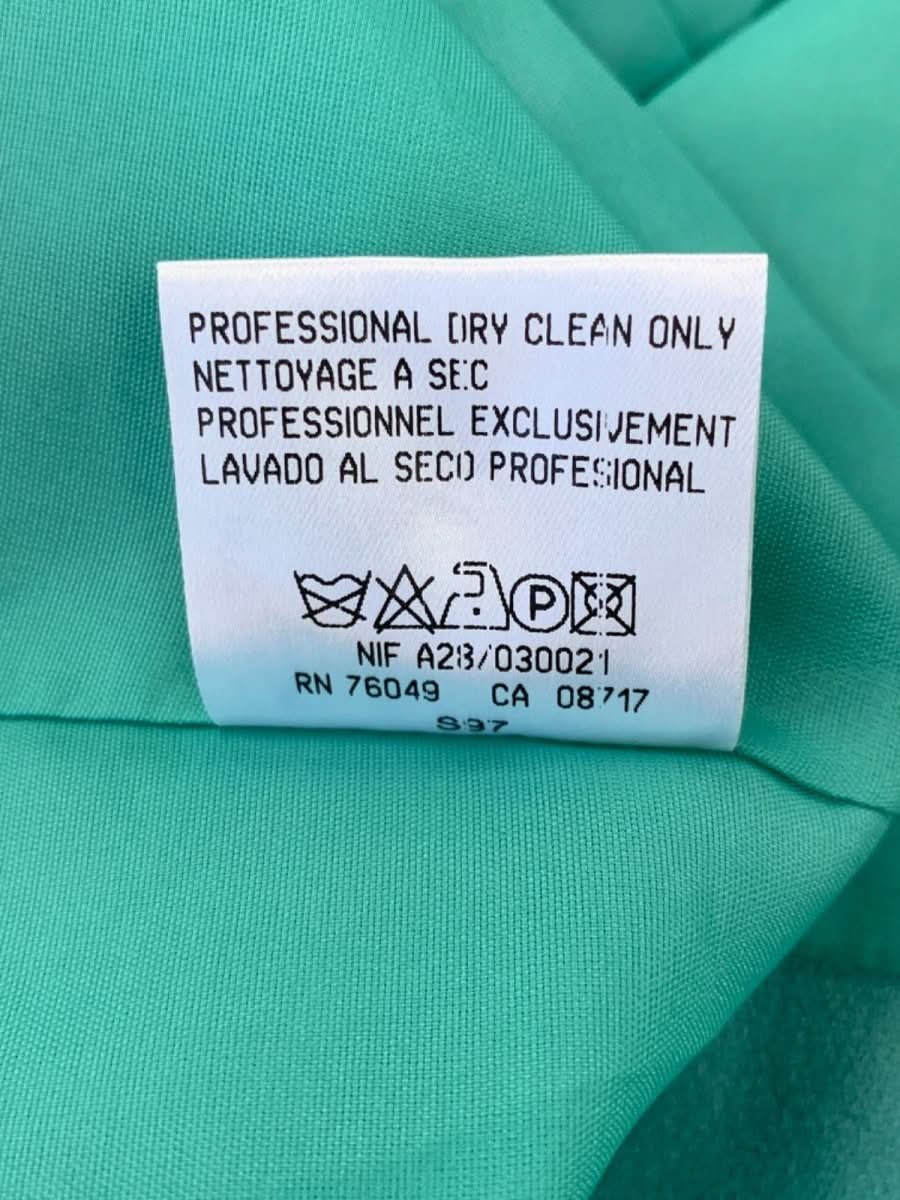 PROFESSIONAL DRY CLEAN ONLY
NETTOYAGE A SEC
PROFESSIONNEL EXCLUSIVEMENT
LAVADO AL SECO PROFESIONAL
P
NIF A28/030021
RN 76049 CA 08717
S97